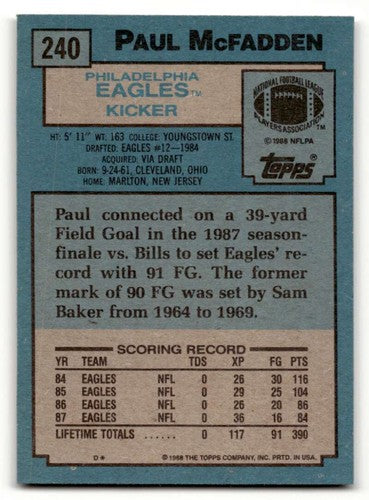 240
PAUL McFADDEN
PHILADELPHIA
EAGLES™
KICKER
NATIONAL FOOTBALL LEAGUE
PLAYERS ASSOCIATION
© 1988 NFLPA
topps®
HT: 5' 11" WT: 163 COLLEGE: YOUNGSTOWN ST.
DRAFTED: EAGLES #12—1984
ACQUIRED: VIA DRAFT
BORN: 9-24-61, CLEVELAND, OHIO
HOME: MARLTON, NEW JERSEY
Paul connected on a 39-yard
Field Goal in the 1987 season-
finale vs. Bills to set Eagles'
record with 91 FG. The former
mark of 90 FG was set by Sam
Baker from 1964 to 1969.
SCORING RECORD
YR TEAM TDS XP FG PTS
84 EAGLES NFL 0 26 30 116
85 EAGLES NFL 0 29 25 104
86 EAGLES NFL 0 26 20 86
87 EAGLES NFL 0 36 16 84
LIFETIME TOTALS ...... 0 117 91 390
D* © 1988 THE TOPPS COMPANY, INC. PRTD. IN USA.